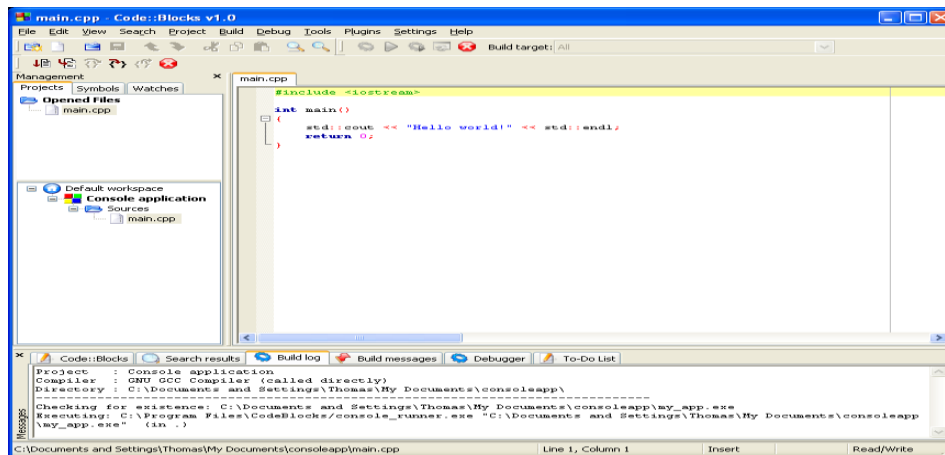 main.cpp - Code::Blocks v1.0
File Edit View Search Project Build Debug Tools Plugins Settings Help
Build target: All
Management
main.cpp
Projects Symbols Watches
Opened Files
main.cpp
#include <iostream>
int main()
{
std::cout << "Hello world!" << std::endl;
return 0;
}
Default workspace
Console application
Sources
main.cpp
Code::Blocks Search results Build log Build messages Debugger To-Do List
Project : Console application
Compiler : GNU GCC Compiler (called directly)
Directory : C:\Documents and Settings\Thomas\My Documents\consoleapp\
--------------------------------------------------------------------------------
Checking for existence: C:\Documents and Settings\Thomas\My Documents\consoleapp\my_app.exe
Executing: C:\Program Files\CodeBlocks/console_runner.exe "C:\Documents and Settings\Thomas\My Documents\consoleapp
\my_app.exe" (in .)
Messages
C:\Documents and Settings\Thomas\My Documents\consoleapp\main.cpp Line 1, Column 1 Insert Read/Write